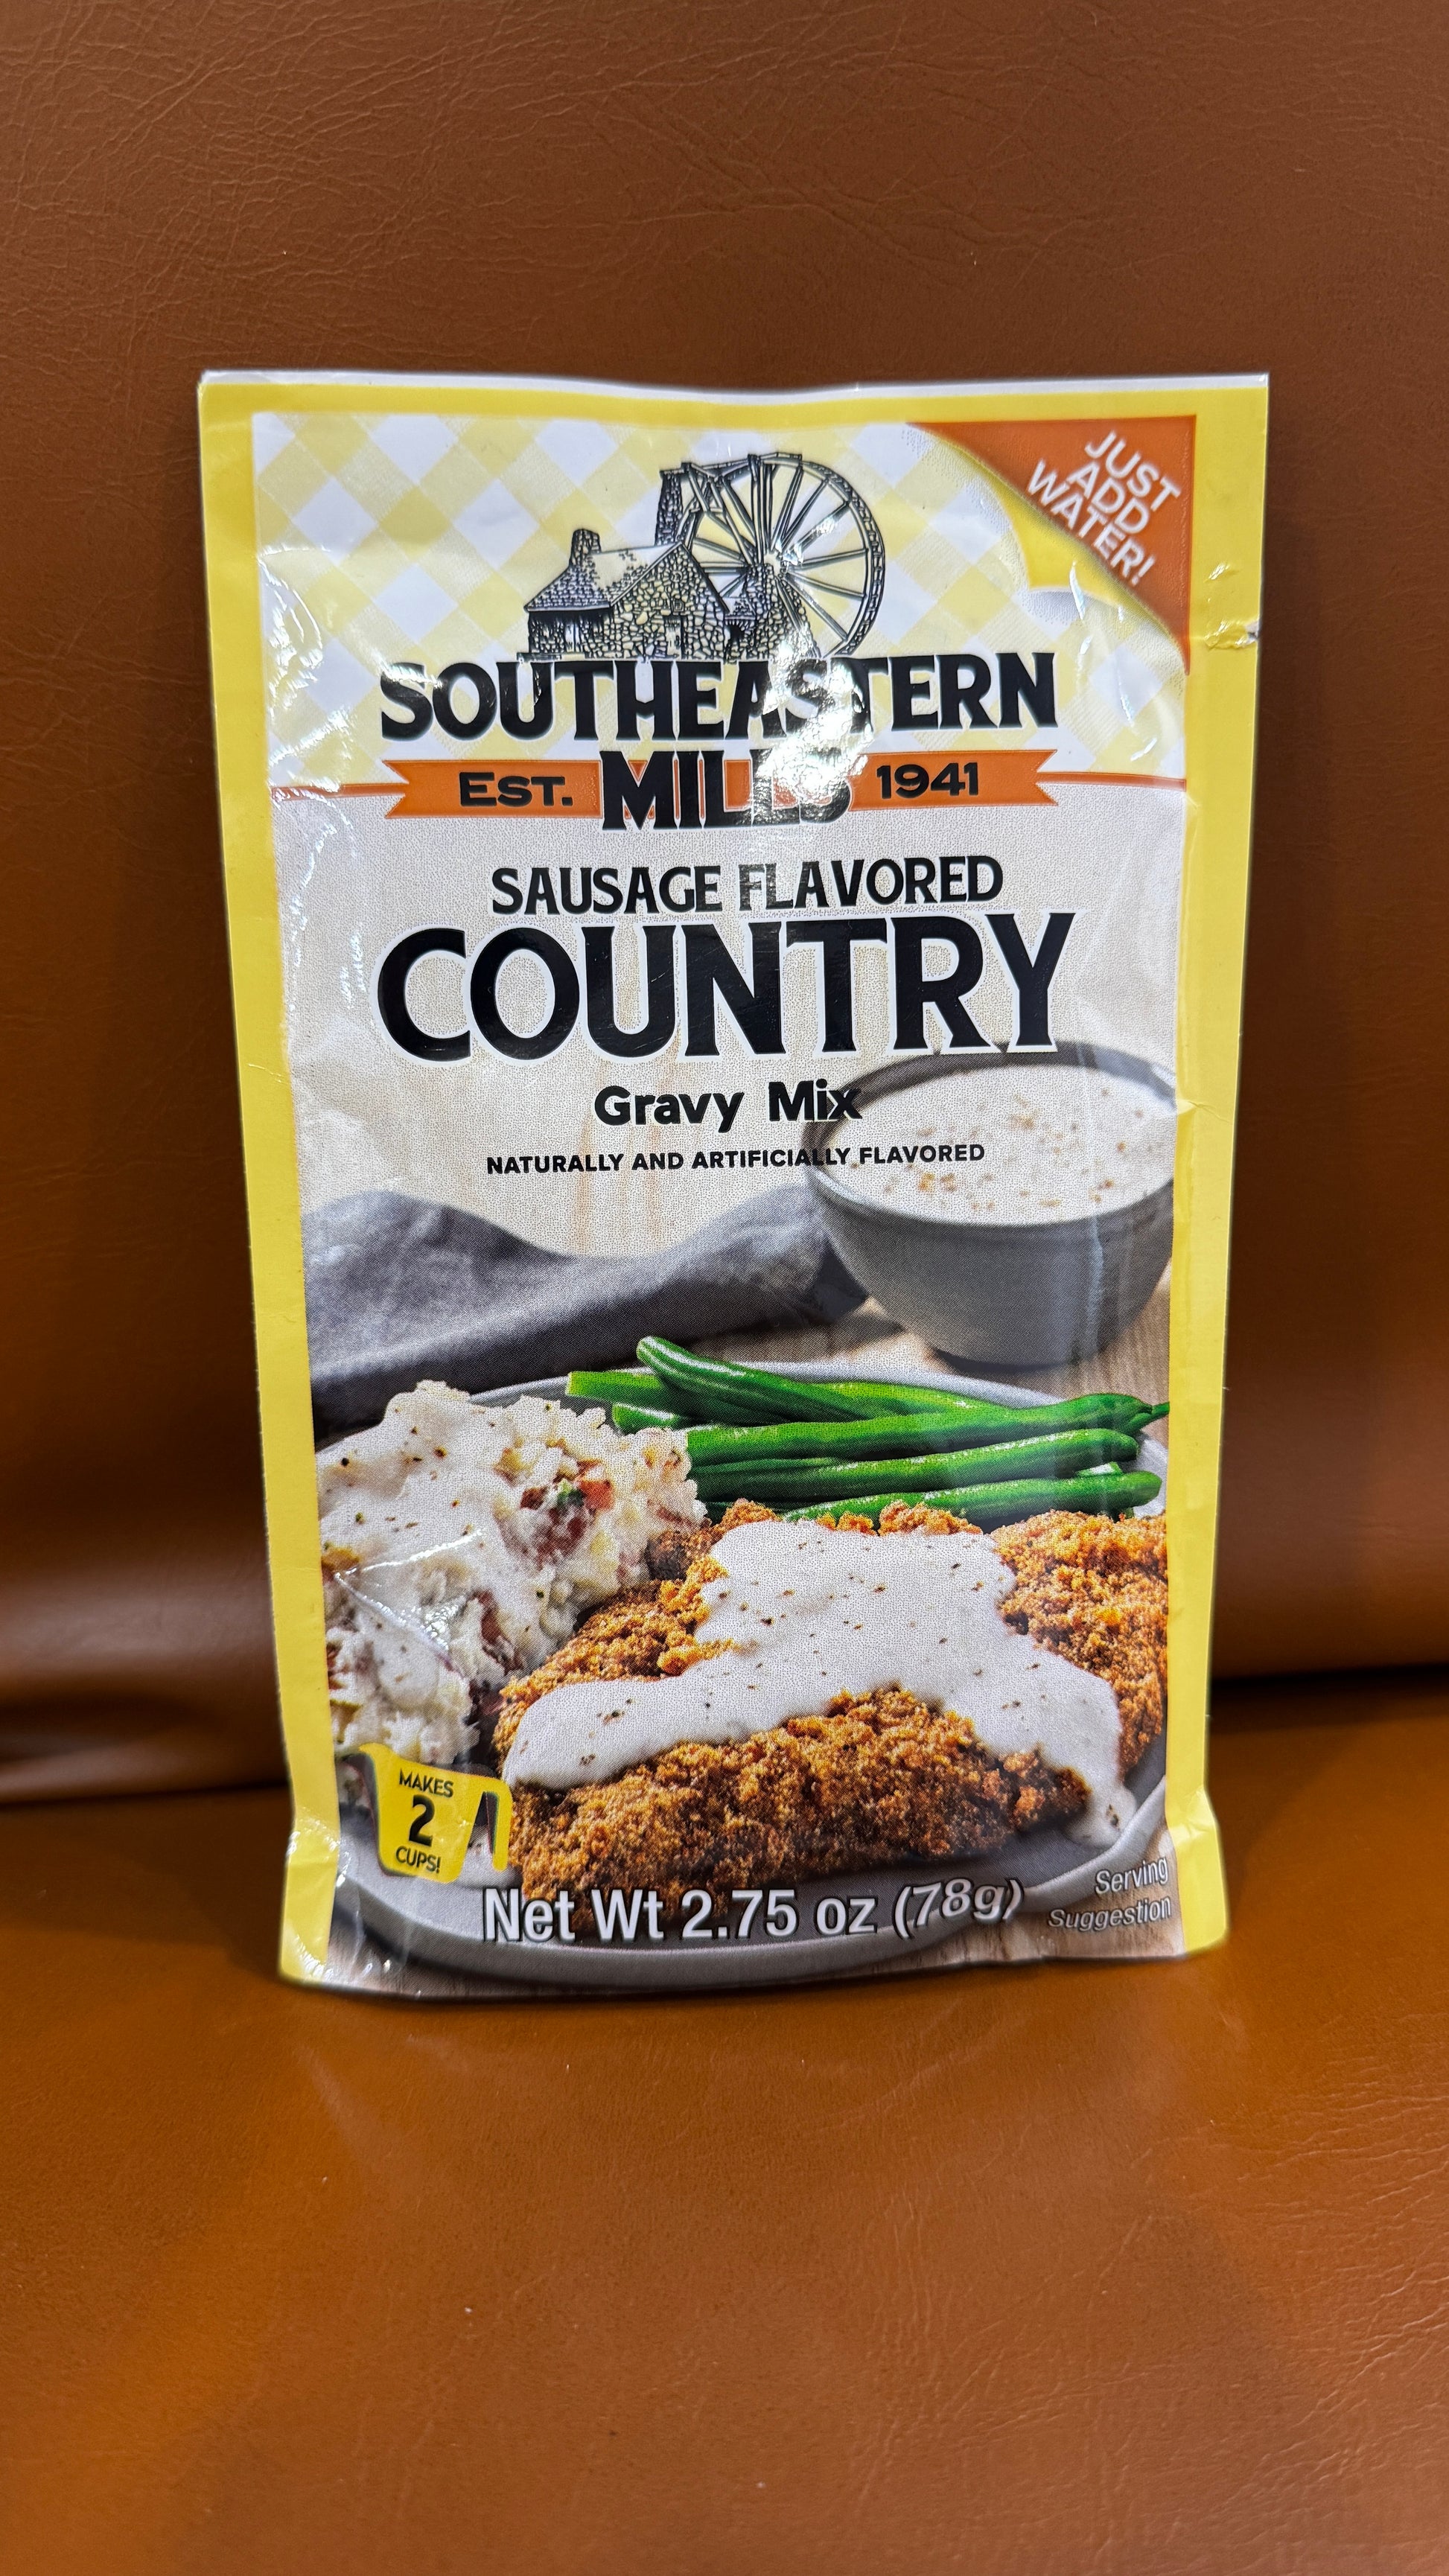 JUST
ADD
WATER!
SOUTHEASTERN
EST. MILLS 1941
SAUSAGE FLAVORED
COUNTRY
Gravy Mix
NATURALLY AND ARTIFICIALLY FLAVORED
MAKES
2
CUPS!
Net Wt 2.75 oz (78g)
Serving
Suggestion